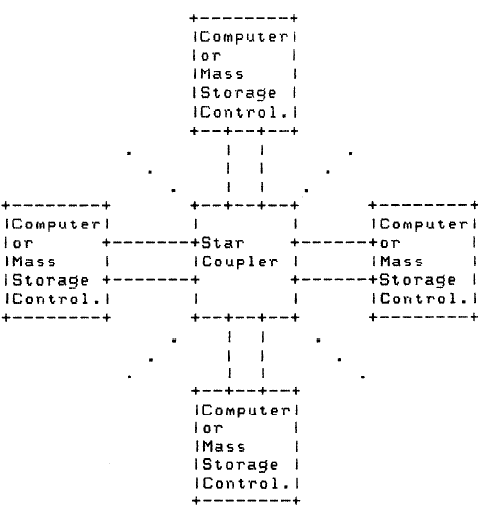 Computer
or
Mass
Storage
Control.
Computer
or
Mass
Storage
Control.
Star
Coupler
Computer
or
Mass
Storage
Control.
Computer
or
Mass
Storage
Control.